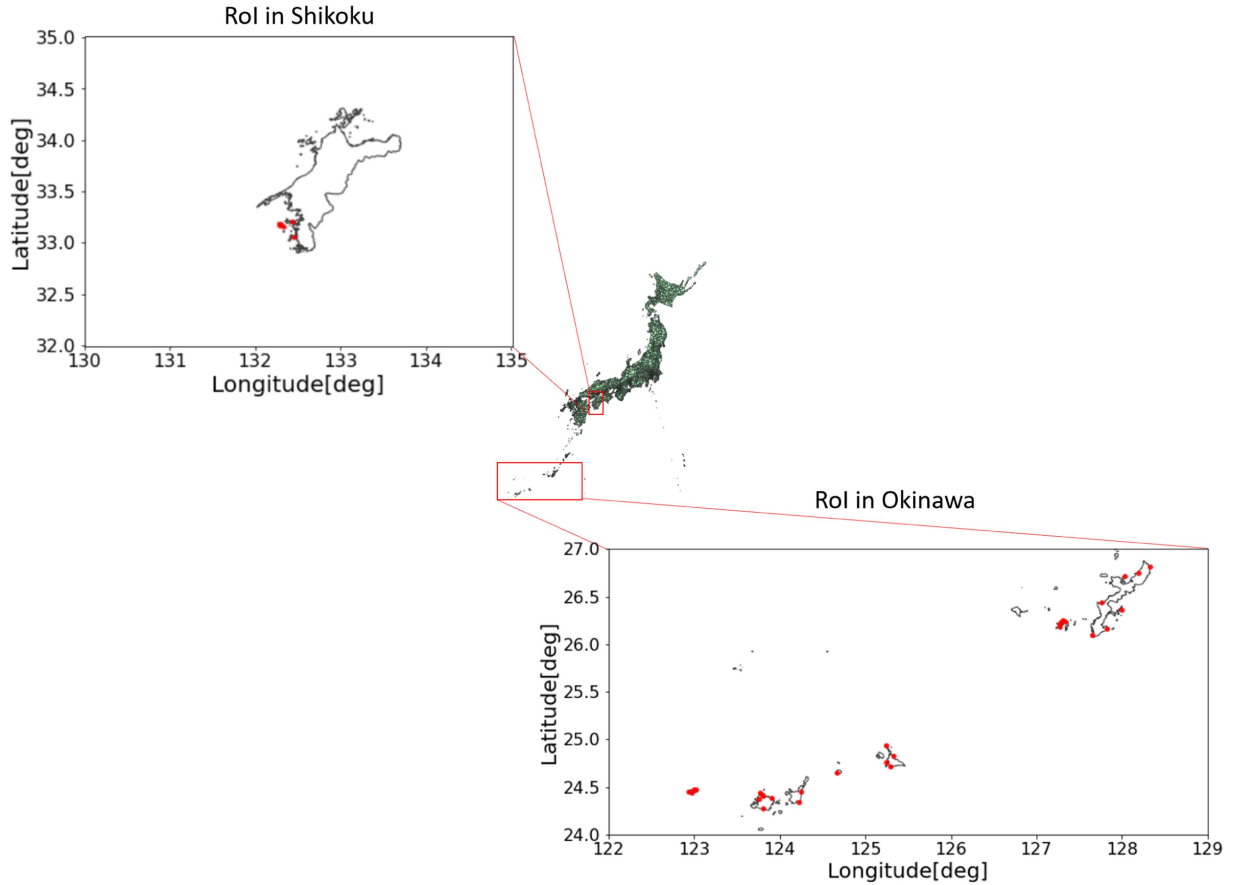 RoI in Shikoku
35.0
34.5
34.0
33.5
33.0
32.5
32.0
Latitude[deg]
130 131 132 133 134 135
Longitude[deg]
RoI in Okinawa
27.0
26.5
26.0
25.5
25.0
24.5
24.0
Latitude[deg]
122 123 124 125 126 127 128 129
Longitude[deg]